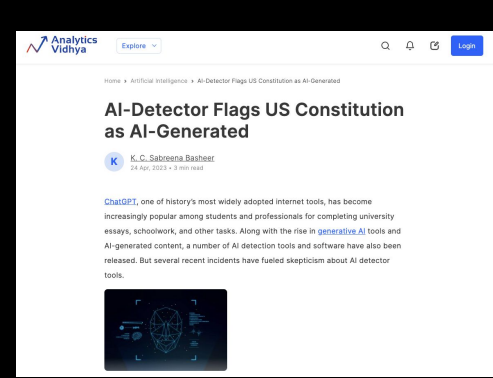 Analytics
Vidhya
Explore
Login
Home › Artificial Intelligence › AI-Detector Flags US Constitution as AI-Generated
AI-Detector Flags US Constitution
as AI-Generated
K
K. C. Sabreena Basheer
24 Apr, 2023 • 3 min read
ChatGPT, one of history's most widely adopted internet tools, has become
increasingly popular among students and professionals for completing university
essays, schoolwork, and other tasks. Along with the rise in generative AI tools and
AI-generated content, a number of AI detection tools and software have also been
released. But several recent incidents have fueled skepticism about AI detector
tools.